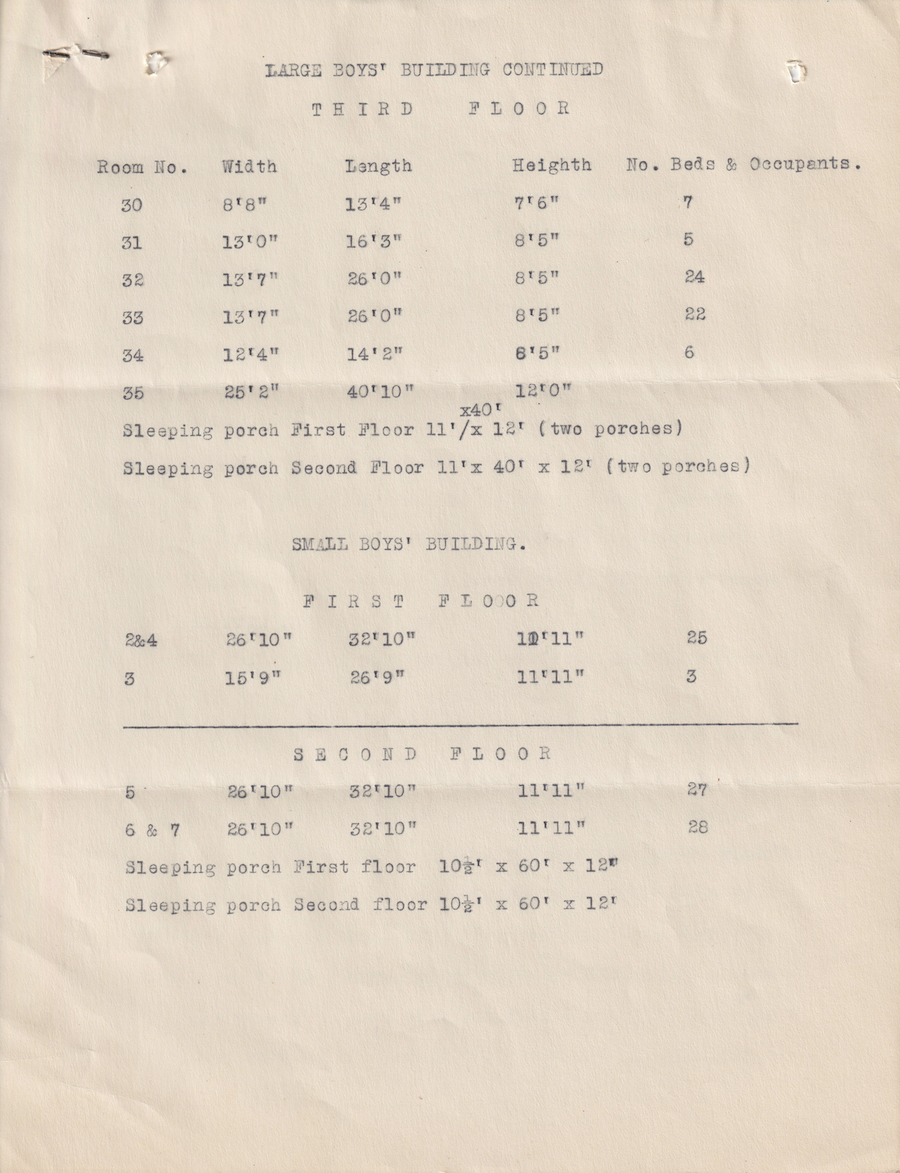 LARGE BOYS' BUILDING CONTINUED
THIRD FLOOR
Room No. Width Length Heighth No. Beds & Occupants.
30 8'8" 13'4" 7'6" 7
31 13'0" 16'3" 8'5" 5
32 13'7" 26'0" 8'5" 24
33 13'7" 26'0" 8'5" 22
34 12'4" 14'2" 6'5" 6
35 25'2" 40'10" 12'0"
x40'
Sleeping porch First Floor 11'/x 12' (two porches)
Sleeping porch Second Floor 11'x 40' x 12' (two porches)
SMALL BOYS' BUILDING.
FIRST FLOOR
2&4 26'10" 32'10" 11'11" 25
3 15'9" 26'9" 11'11" 3
SECOND FLOOR
5 26'10" 32'10" 11'11" 27
6 & 7 26'10" 32'10" 11'11" 28
Sleeping porch First floor 10½' x 60' x 12'
Sleeping porch Second floor 10½' x 60' x 12'